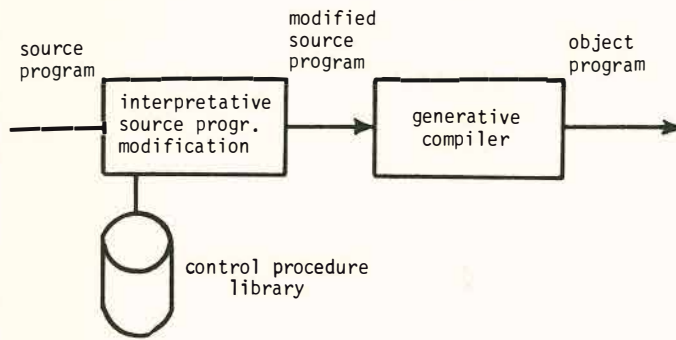 source
program
interpretative
source progr.
modification
modified
source
program
generative
compiler
object
program
control procedure
library